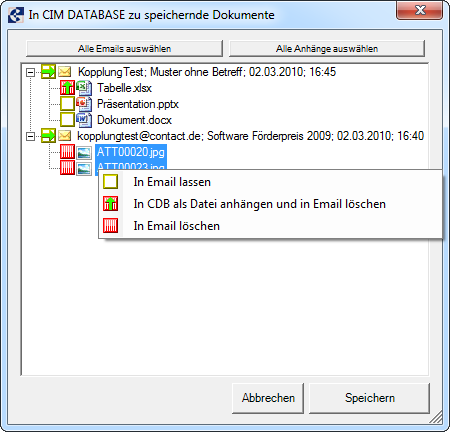 In CIM DATABASE zu speichernde Dokumente
Alle Emails auswählen
Alle Anhänge auswählen
KopplungTest; Muster ohne Betreff; 02.03.2010; 16:45
Tabelle.xlsx
Präsentation.pptx
Dokument.docx
kopplungtest@contact.de; Software Förderpreis 2009; 02.03.2010; 16:40
ATT00020.jpg
ATT00023.jpg
In Email lassen
In CDB als Datei anhängen und in Email löschen
In Email löschen
Abbrechen
Speichern